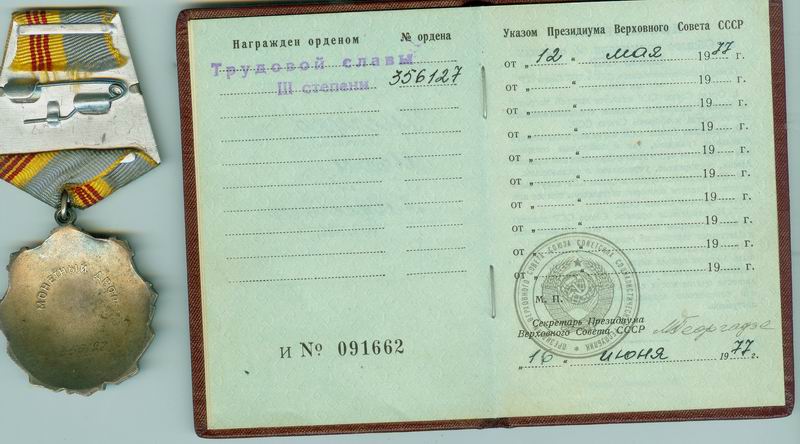 МОНЕТНЫЙ ДВОР
Награжден орденом № ордена
Трудовой славы
III степени 356127
И № 091662
Указом Президиума Верховного Совета СССР
от „ 12 “ мая 1977 г.
от „ “ 19 г.
от „ “ 19 г.
от „ “ 19 г.
от „ “ 19 г.
от „ “ 19 г.
от „ “ 19 г.
от „ “ 19 г.
от „ “ 19 г.
от „ “ 19 г.
М. П.
Секретарь Президиума
Верховного Совета СССР М Георгадзе
„ 16 “ июня 1977 г.